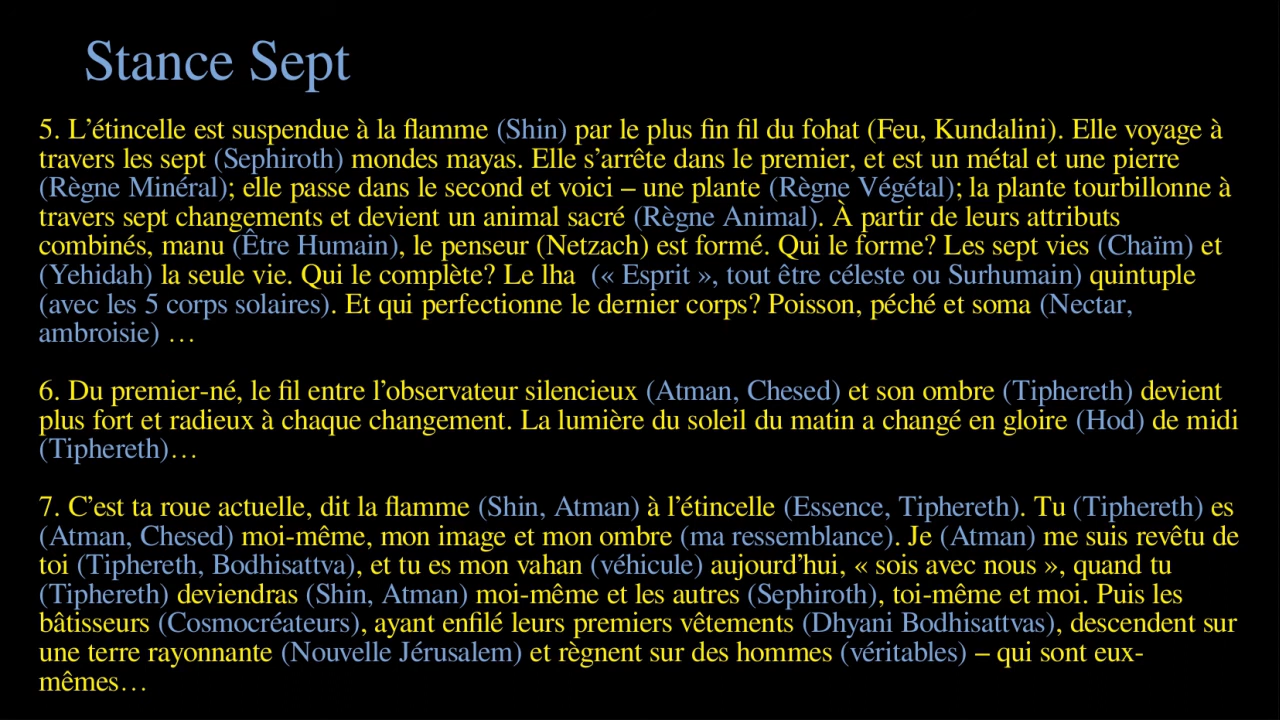 Stance Sept
5. L’étincelle est suspendue à la flamme (Shin) par le plus fin fil du fohat (Feu, Kundalini). Elle voyage à
travers les sept (Sephiroth) mondes mayas. Elle s’arrête dans le premier, et est un métal et une pierre
(Règne Minéral); elle passe dans le second et voici – une plante (Règne Végétal); la plante tourbillonne à
travers sept changements et devient un animal sacré (Règne Animal). À partir de leurs attributs
combinés, manu (Être Humain), le penseur (Netzach) est formé. Qui le forme? Les sept vies (Chaïm) et
(Yehidah) la seule vie. Qui le complète? Le lha (« Esprit », tout être céleste ou Surhumain) quintuple
(avec les 5 corps solaires). Et qui perfectionne le dernier corps? Poisson, péché et soma (Nectar,
ambroisie) …
6. Du premier-né, le fil entre l’observateur silencieux (Atman, Chesed) et son ombre (Tiphereth) devient
plus fort et radieux à chaque changement. La lumière du soleil du matin a changé en gloire (Hod) de midi
(Tiphereth)…
7. C’est ta roue actuelle, dit la flamme (Shin, Atman) à l’étincelle (Essence, Tiphereth). Tu (Tiphereth) es
(Atman, Chesed) moi-même, mon image et mon ombre (ma ressemblance). Je (Atman) me suis revêtu de
toi (Tiphereth, Bodhisattva), et tu es mon vahan (véhicule) aujourd’hui, « sois avec nous », quand tu
(Tiphereth) deviendras (Shin, Atman) moi-même et les autres (Sephiroth), toi-même et moi. Puis les
bâtisseurs (Cosmocréateurs), ayant enfilé leurs premiers vêtements (Dhyani Bodhisattvas), descendent sur
une terre rayonnante (Nouvelle Jérusalem) et règnent sur des hommes (véritables) – qui sont eux-
mêmes…